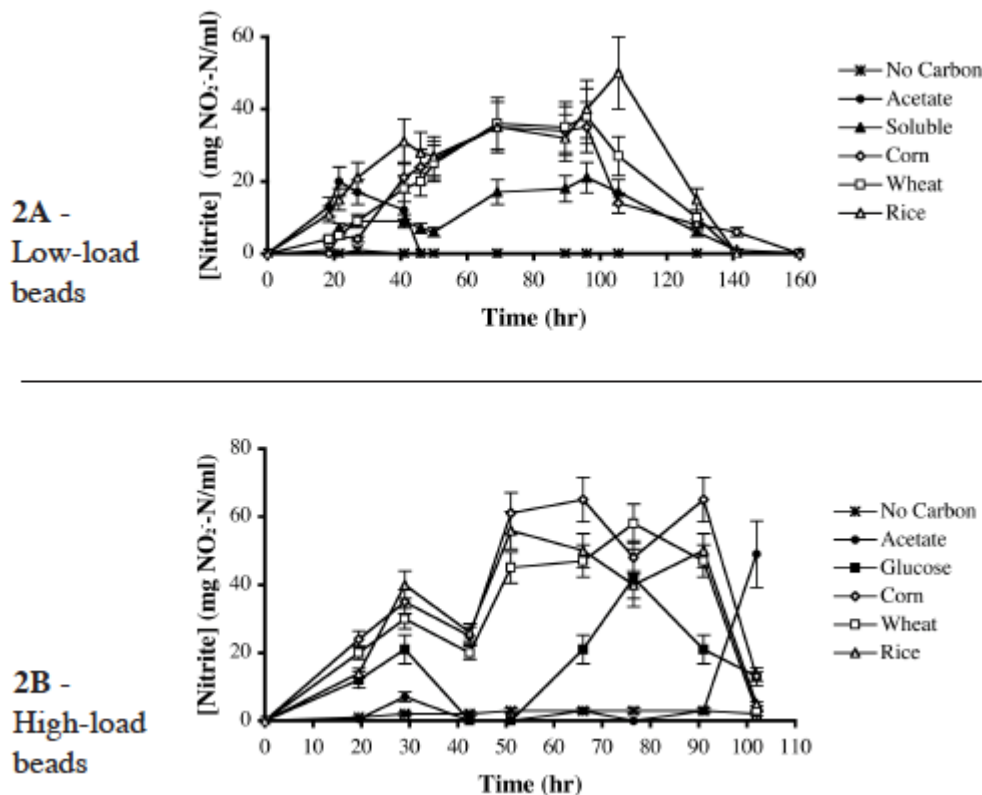 60
40
20
0
[Nitrite] (mg NO₂⁻-N/ml)
0 20 40 60 80 100 120 140 160
Time (hr)
No Carbon
Acetate
Soluble
Corn
Wheat
Rice
2A -
Low-load
beads
80
60
40
20
0
[Nitrite] (mg NO₂⁻-N/ml)
0 10 20 30 40 50 60 70 80 90 100 110
Time (hr)
No Carbon
Acetate
Glucose
Corn
Wheat
Rice
2B -
High-load
beads